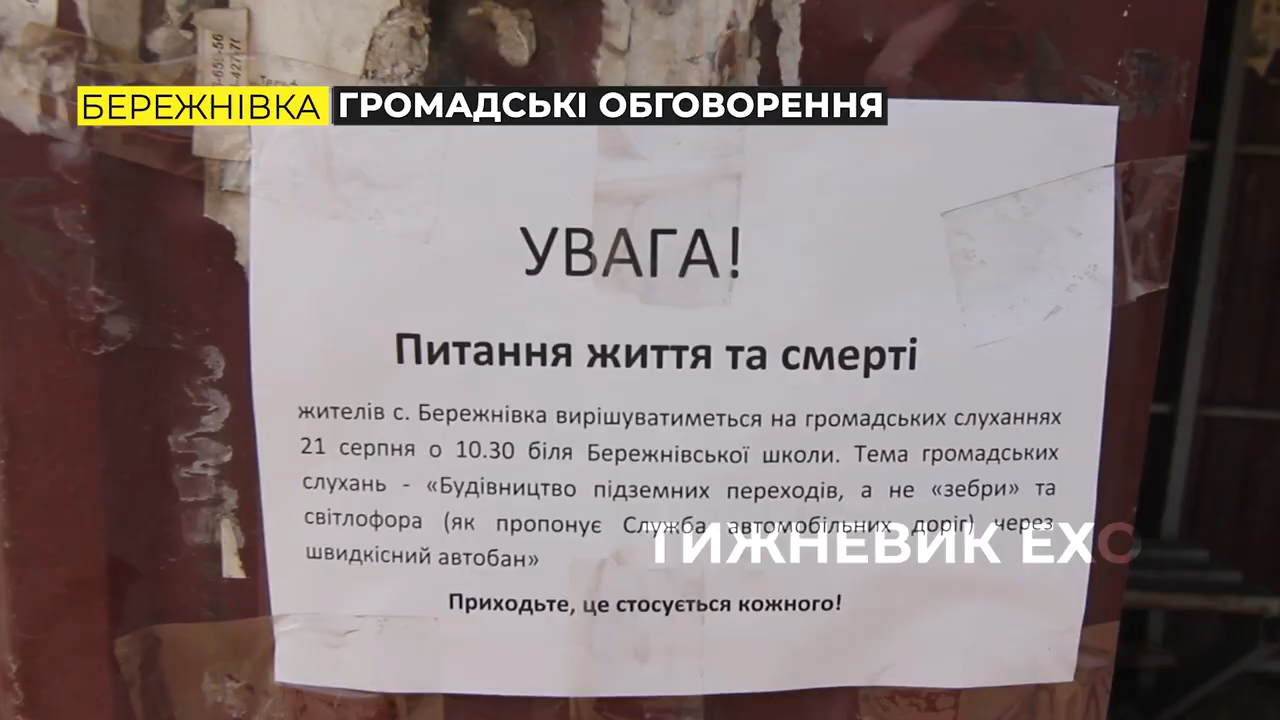 БЕРЕЖНІВКА ГРОМАДСЬКІ ОБГОВОРЕННЯ
УВАГА!
Питання життя та смерті
жителів с. Бережнівка вирішуватиметься на громадських слуханнях
21 серпня о 10.30 біля Бережнівської школи. Тема громадських
слухань - «Будівництво підземних переходів, а не «зебри» та
світлофора (як пропонує Служба автомобільних доріг) через
ТИЖНЕВИК EXC
швидкісний автобан»
Приходьте, це стосується кожного!